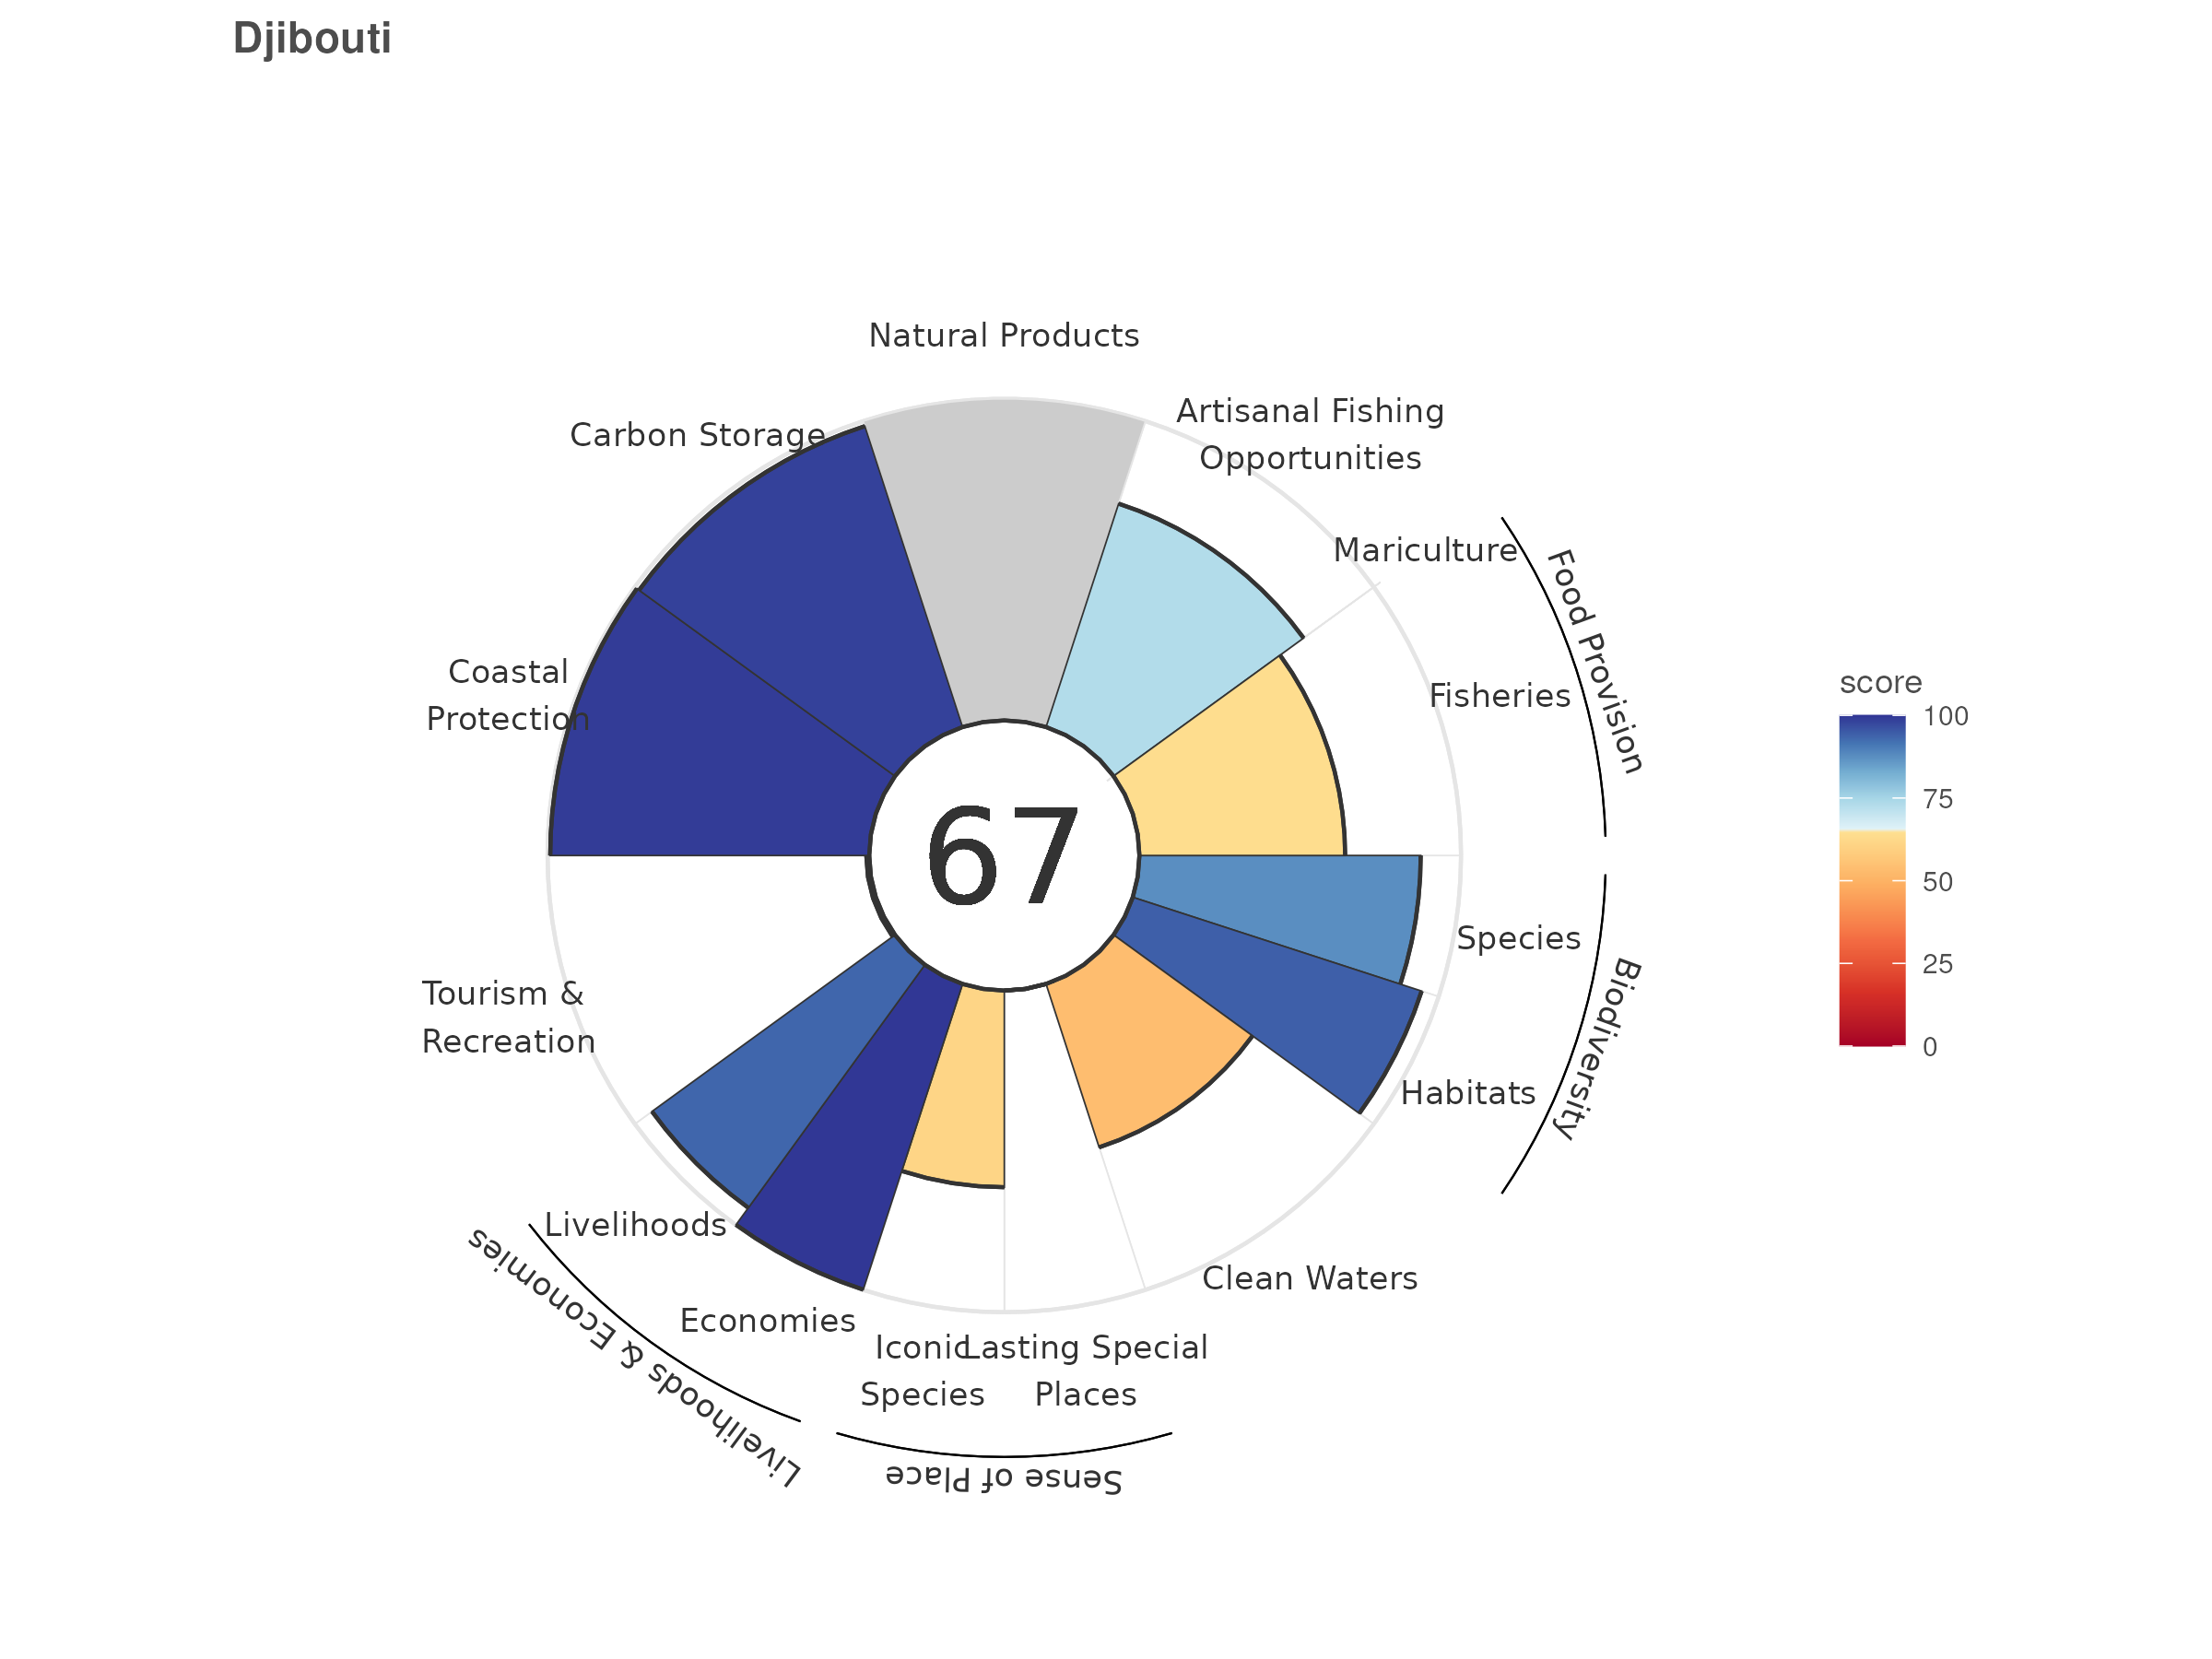 Djibouti
Natural Products
Artisanal Fishing
Opportunities
Carbon Storage
Mariculture
Food Provision
Fisheries
Coastal
Protection
67
score
100
75
50
25
0
Species
Biodiversity
Habitats
Tourism &
Recreation
Livelihoods
Livelihoods & Economies
Economies
Clean Waters
Iconic
Species
Lasting Special
Places
Sense of Place